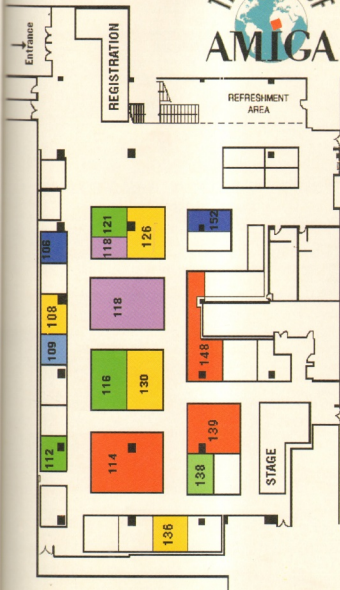 Entrance
REGISTRATION
AMIGA
REFRESHMENT
AREA
121
118
126
152
106
118
108
109
148
116
130
139
112
114
138
STAGE
136